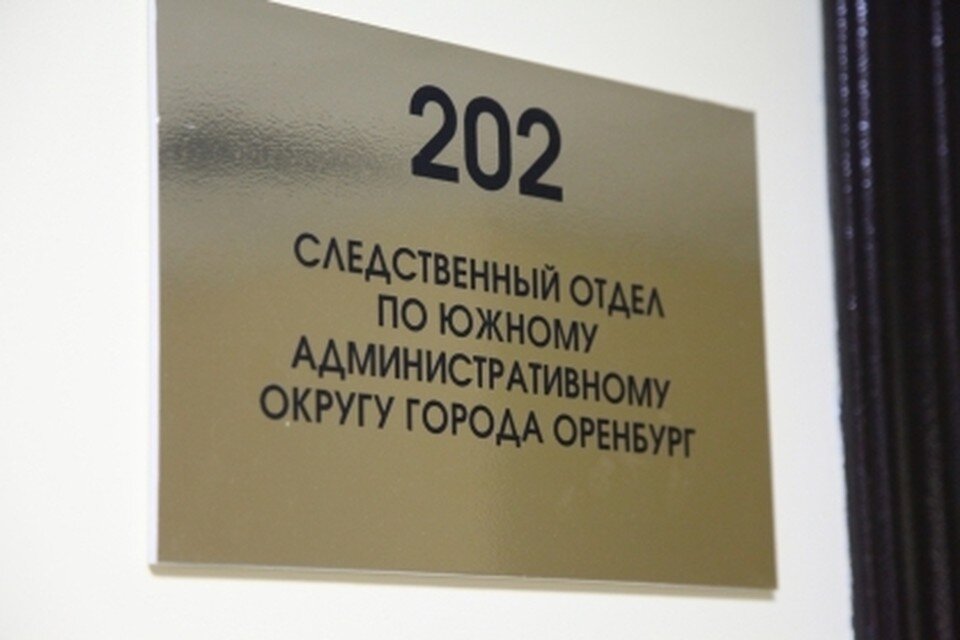 202
СЛЕДСТВЕННЫЙ ОТДЕЛ
ПО ЮЖНОМУ
АДМИНИСТРАТИВНОМУ
ОКРУГУ ГОРОДА ОРЕНБУРГ